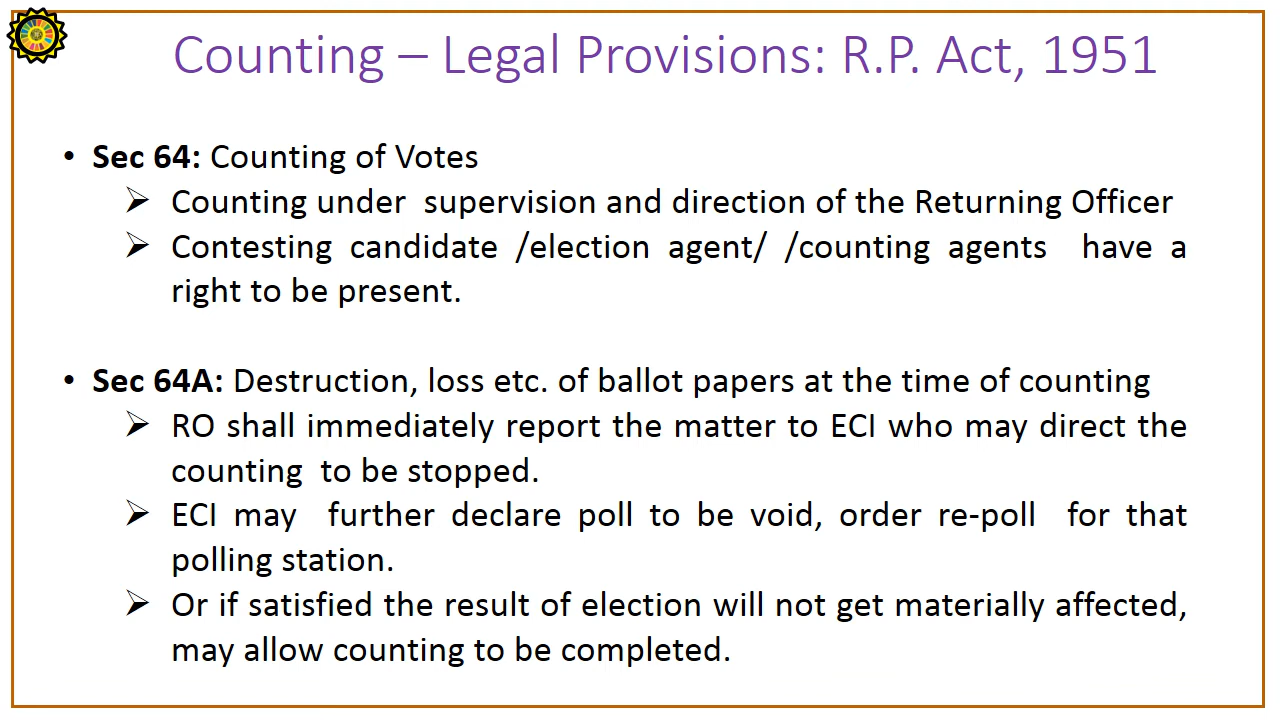 Counting – Legal Provisions: R.P. Act, 1951
• Sec 64: Counting of Votes
➢ Counting under supervision and direction of the Returning Officer
➢ Contesting candidate /election agent/ /counting agents have a
right to be present.
• Sec 64A: Destruction, loss etc. of ballot papers at the time of counting
➢ RO shall immediately report the matter to ECI who may direct the
counting to be stopped.
➢ ECI may further declare poll to be void, order re-poll for that
polling station.
➢ Or if satisfied the result of election will not get materially affected,
may allow counting to be completed.